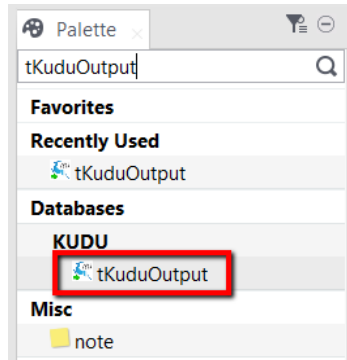 Palette
tKuduOutput
Favorites
Recently Used
tKuduOutput
Databases
KUDU
tKuduOutput
Misc
note